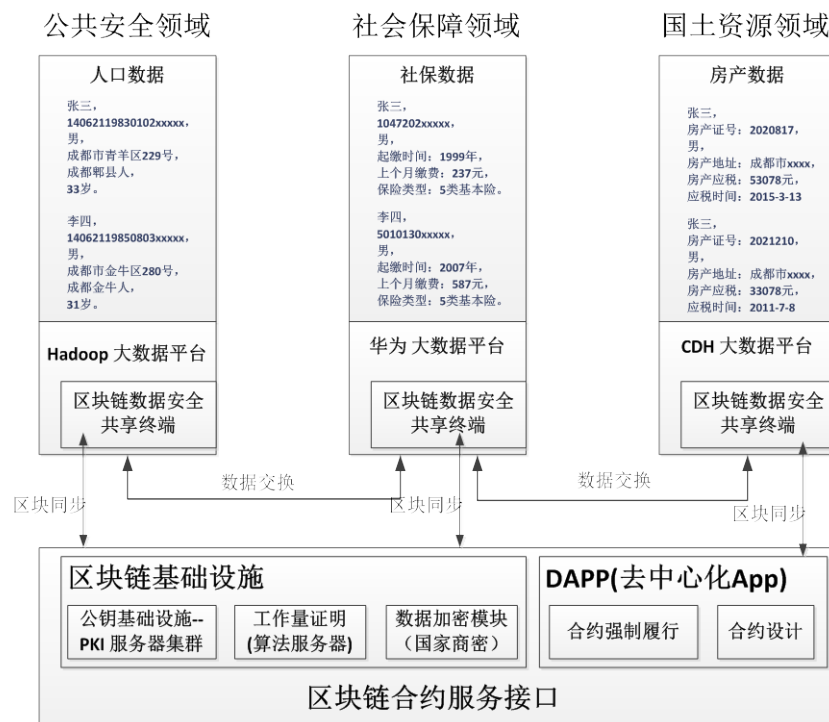 公共安全领域
社会保障领域
国土资源领域
人口数据
张三，
14062119830102xxxxx，
男，
成都市青羊区229号，
成都郫县人，
33岁。
李四，
14062119850803xxxxx，
男，
成都市金牛区280号，
成都金牛人，
31岁。
Hadoop 大数据平台
区块链数据安全
共享终端
社保数据
张三，
1047202xxxxx，
男，
起缴时间：1999年，
上个月缴费：237元，
保险类型：5类基本险。
李四，
5010130xxxxx，
男，
起缴时间：2007年，
上个月缴费：587元，
保险类型：5类基本险。
华为 大数据平台
区块链数据安全
共享终端
房产数据
张三，
房产证号：2020817，
男，
房产地址：成都市xxxx，
房产应税：53078元，
应税时间：2015-3-13
张三，
房产证号：2021210，
男，
房产地址：成都市xxxx，
房产应税：33078元，
应税时间：2011-7-8
CDH 大数据平台
区块链数据安全
共享终端
数据交换
数据交换
区块同步
区块同步
区块同步
区块链基础设施
公钥基础设施--
PKI 服务器集群
工作量证明
(算法服务器)
数据加密模块
（国家商密）
DAPP(去中心化App)
合约强制履行
合约设计
区块链合约服务接口